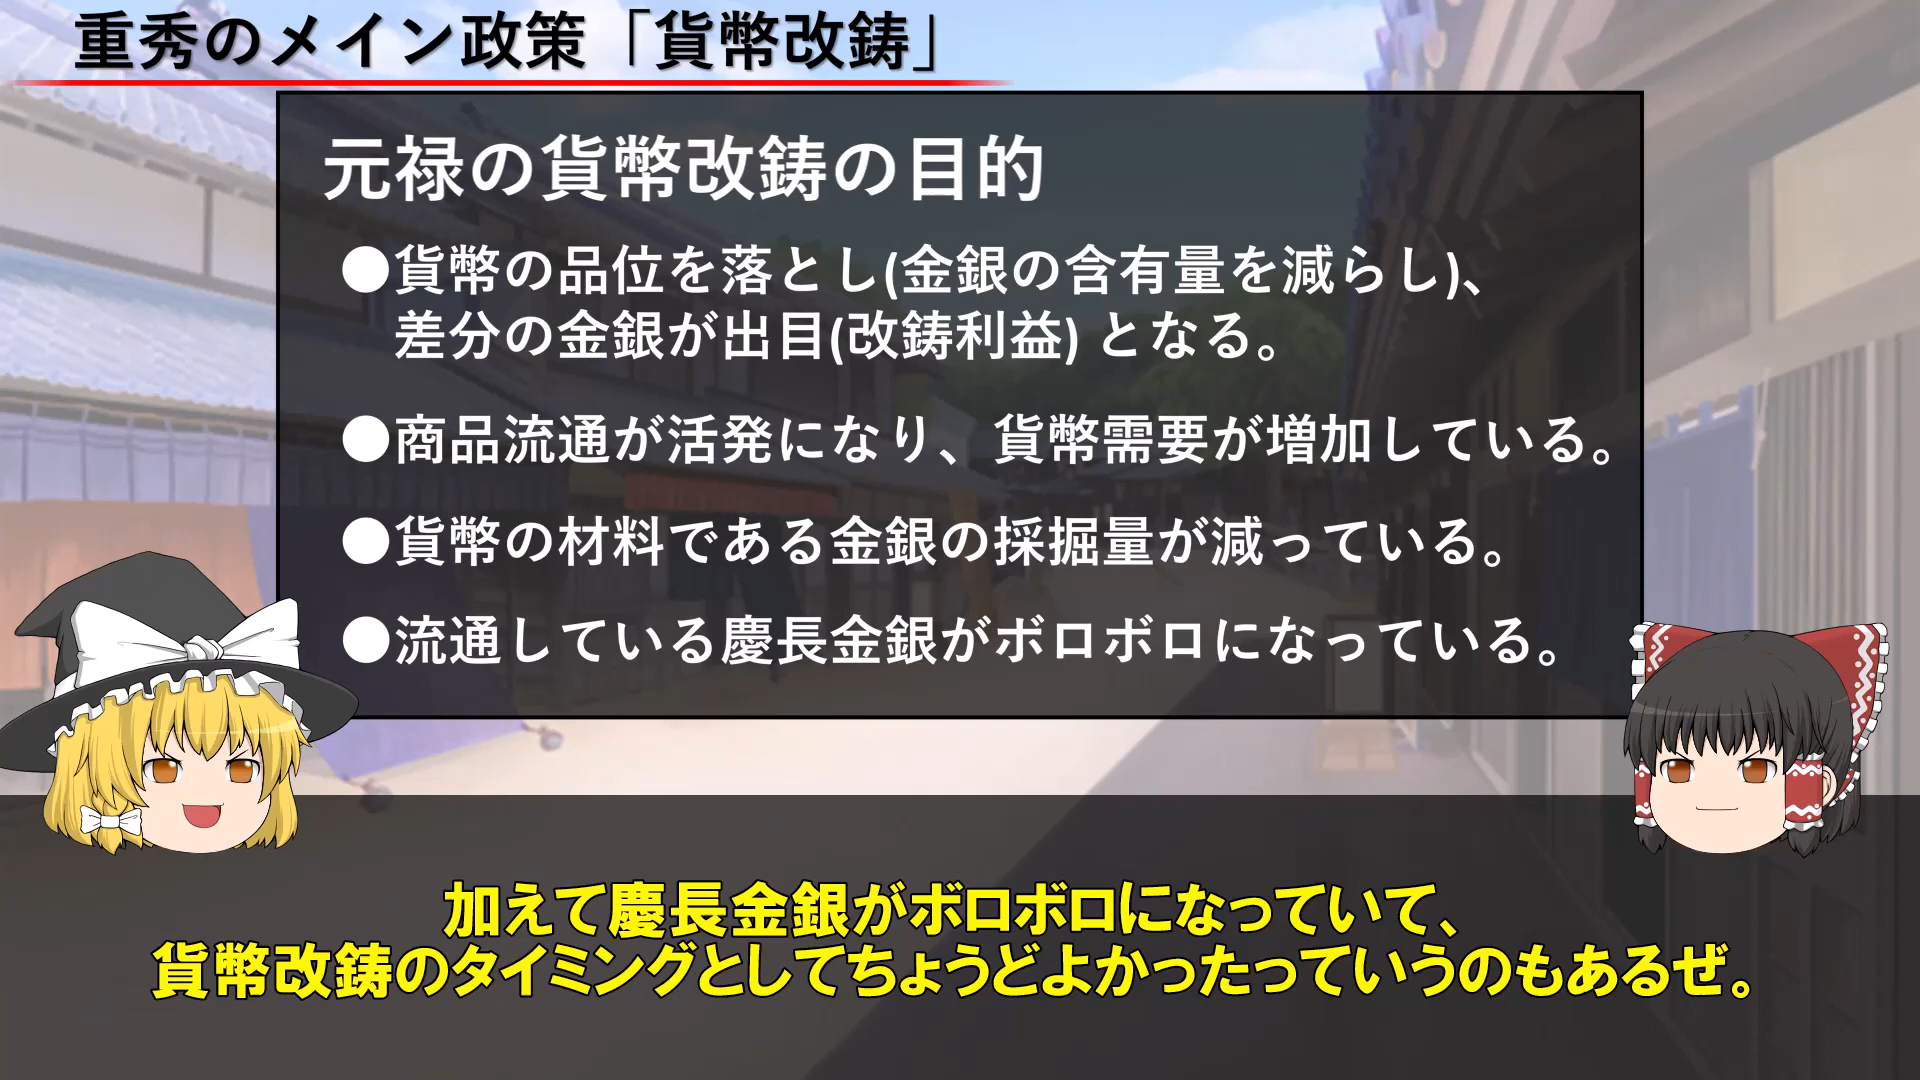 重秀のメイン政策「貨幣改鋳」
元禄の貨幣改鋳の目的
●貨幣の品位を落とし(金銀の含有量を減らし)、
差分の金銀が出目(改鋳利益) となる。
●商品流通が活発になり、貨幣需要が増加している。
●貨幣の材料である金銀の採掘量が減っている。
●流通している慶長金銀がボロボロになっている。
加えて慶長金銀がボロボロになっていて、
貨幣改鋳のタイミングとしてちょうどよかったっていうのもあるぜ。